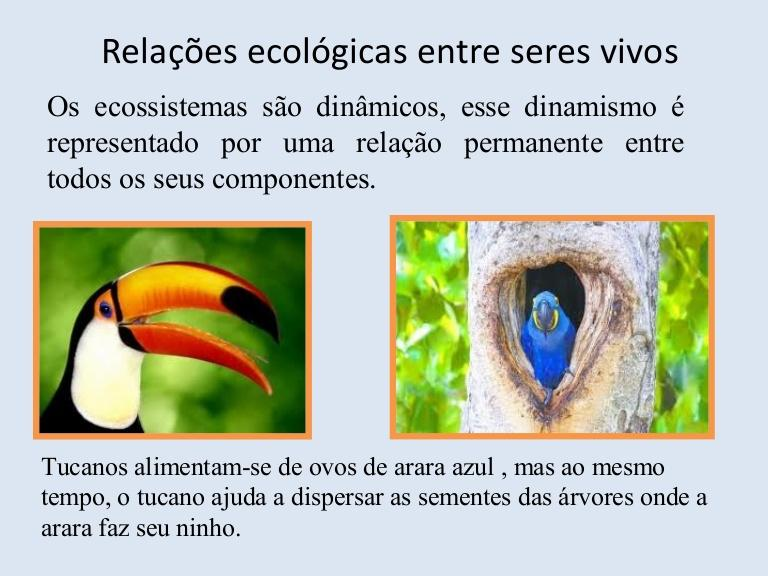 Relações ecológicas entre seres vivos
Os ecossistemas são dinâmicos, esse dinamismo é
representado por uma relação permanente entre
todos os seus componentes.
Tucanos alimentam-se de ovos de arara azul , mas ao mesmo
tempo, o tucano ajuda a dispersar as sementes das árvores onde a
arara faz seu ninho.